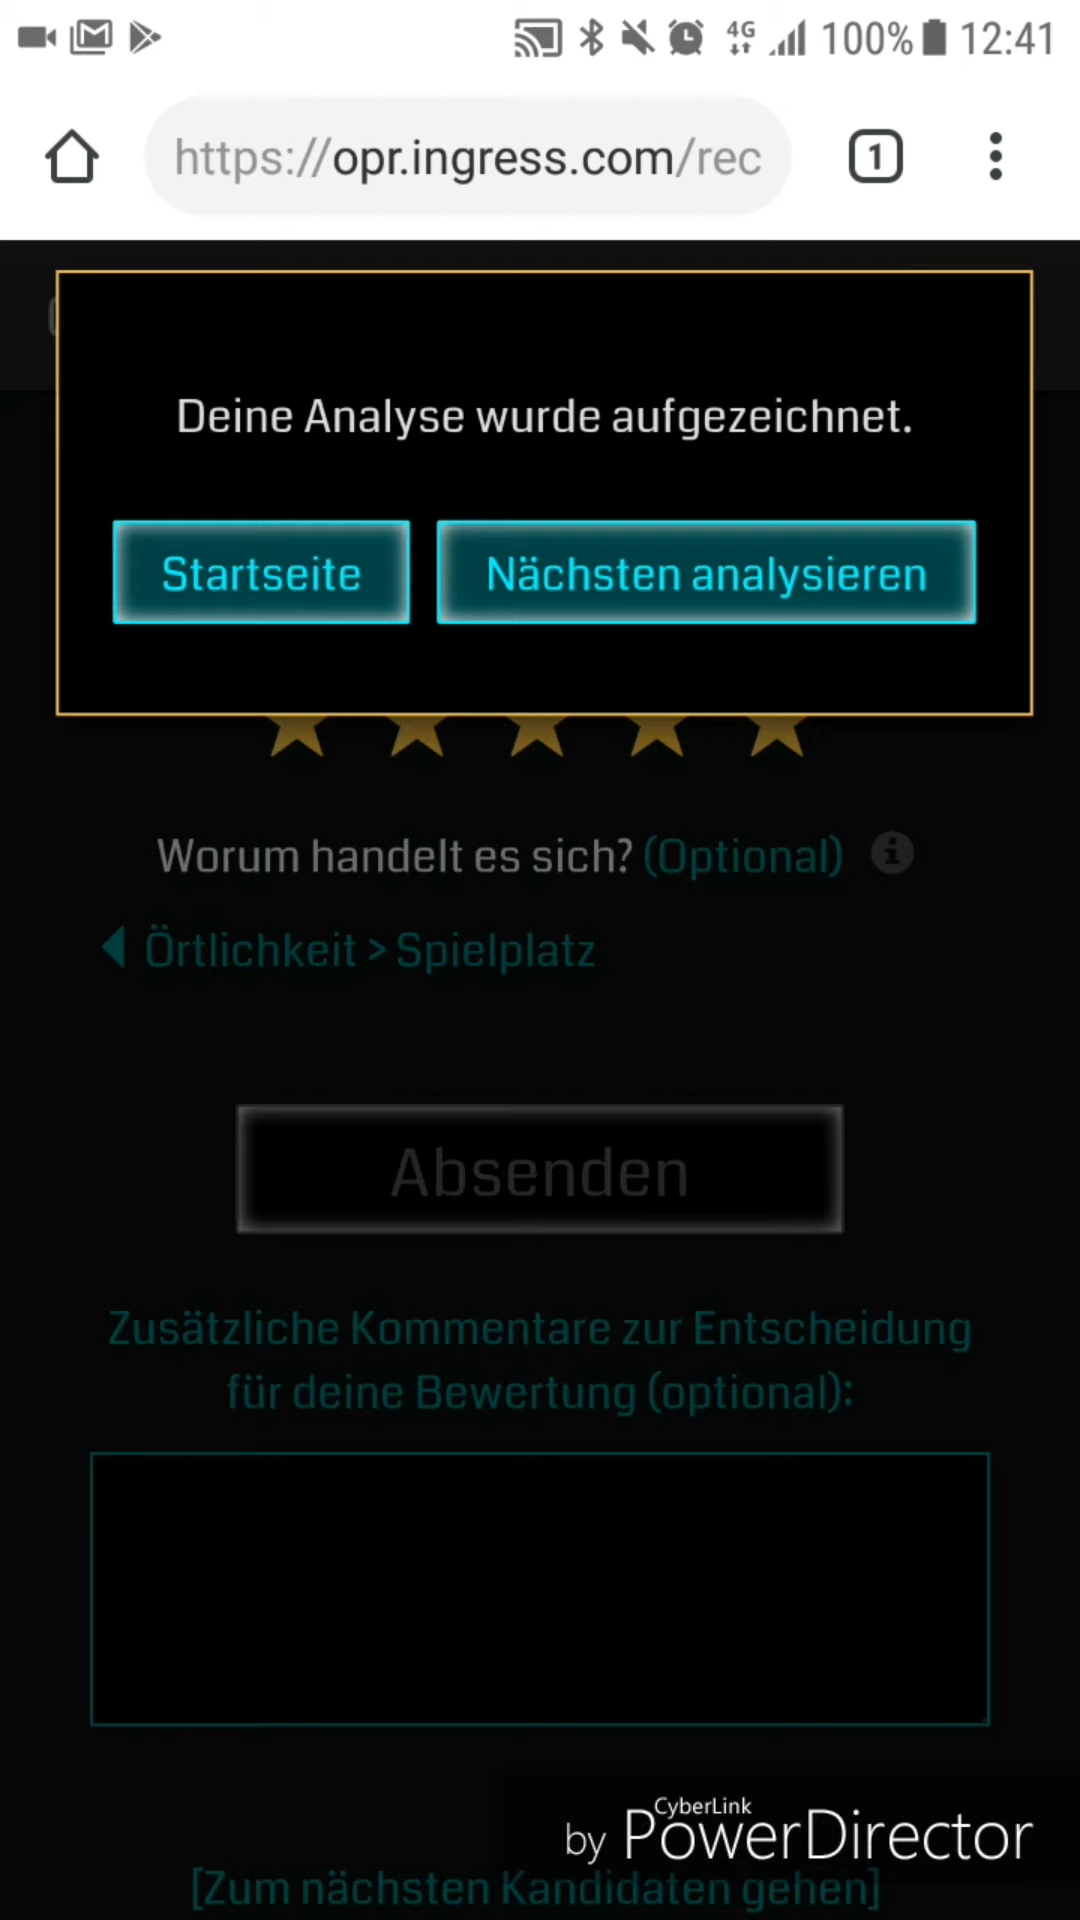 4G 100% 12:41
https://opr.ingress.com/rec 1
Deine Analyse wurde aufgezeichnet.
Startseite Nächsten analysieren
Worum handelt es sich? (Optional)
Örtlichkeit > Spielplatz
Absenden
Zusätzliche Kommentare zur Entscheidung
für deine Bewertung (optional):
CyberLink
by PowerDirector
[Zum nächsten Kandidaten gehen]